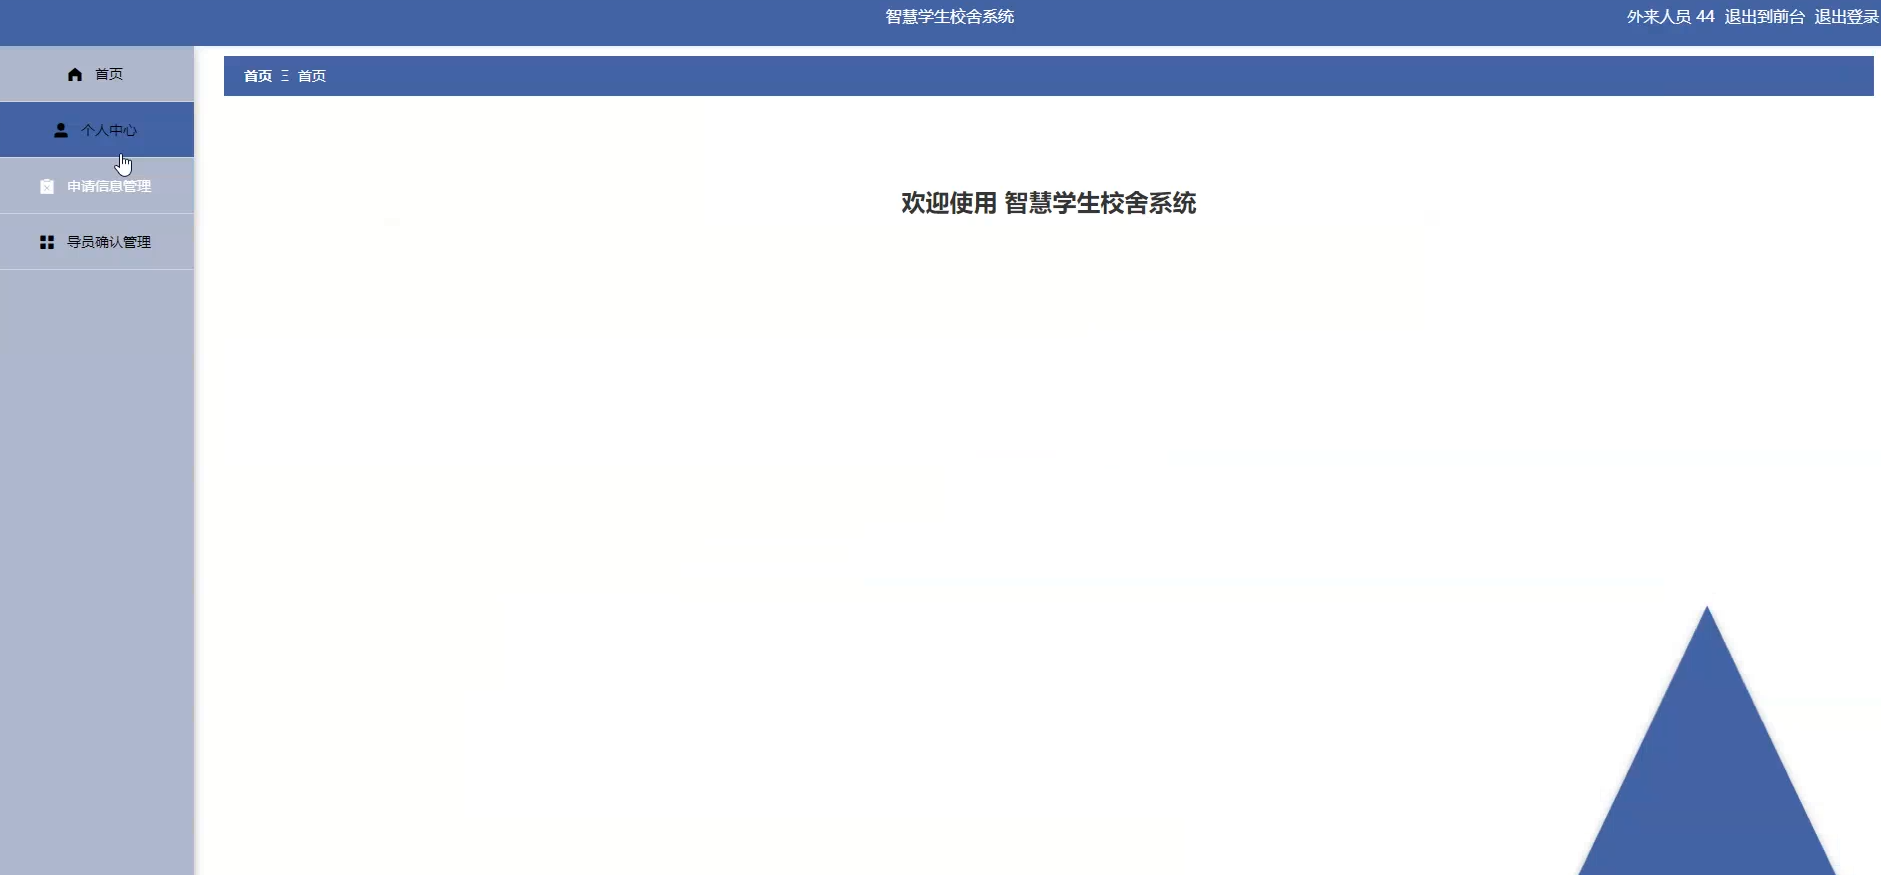 智慧学生校舍系统
外来人员 44 退出到前台 退出登录
首页
个人中心
申请信息管理
导员确认管理
首页 Ξ 首页
欢迎使用 智慧学生校舍系统